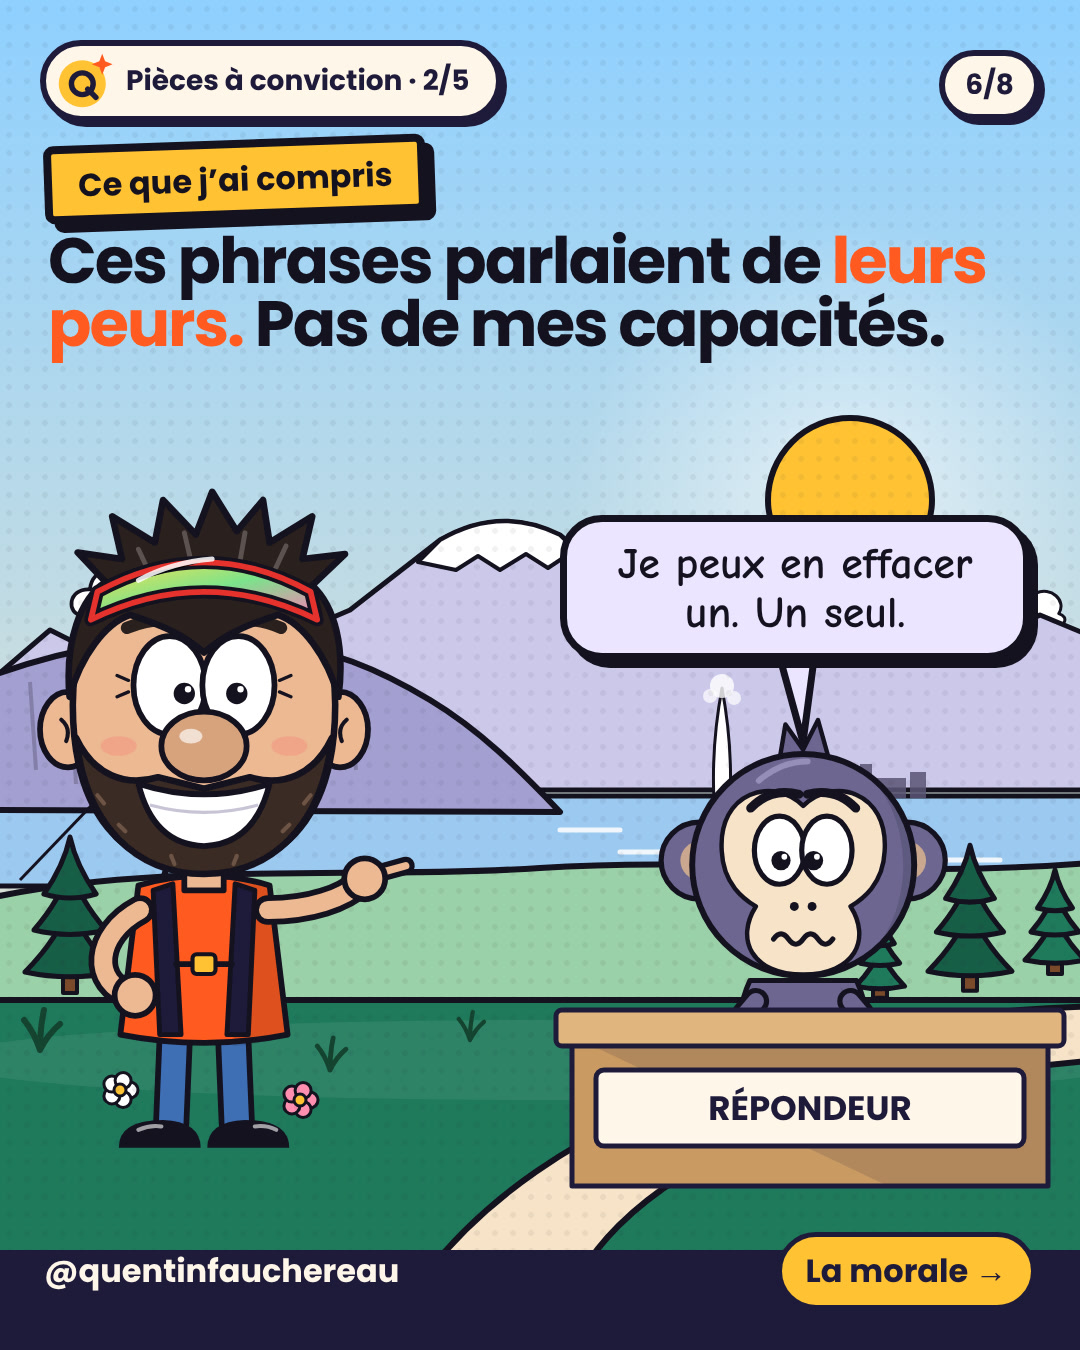 Q
Pièces à conviction · 2/5
6/8
Ce que j’ai compris
Ces phrases parlaient de leurs
peurs. Pas de mes capacités.
Je peux en effacer
un. Un seul.
RÉPONDEUR
@quentinfauchereau
La morale →